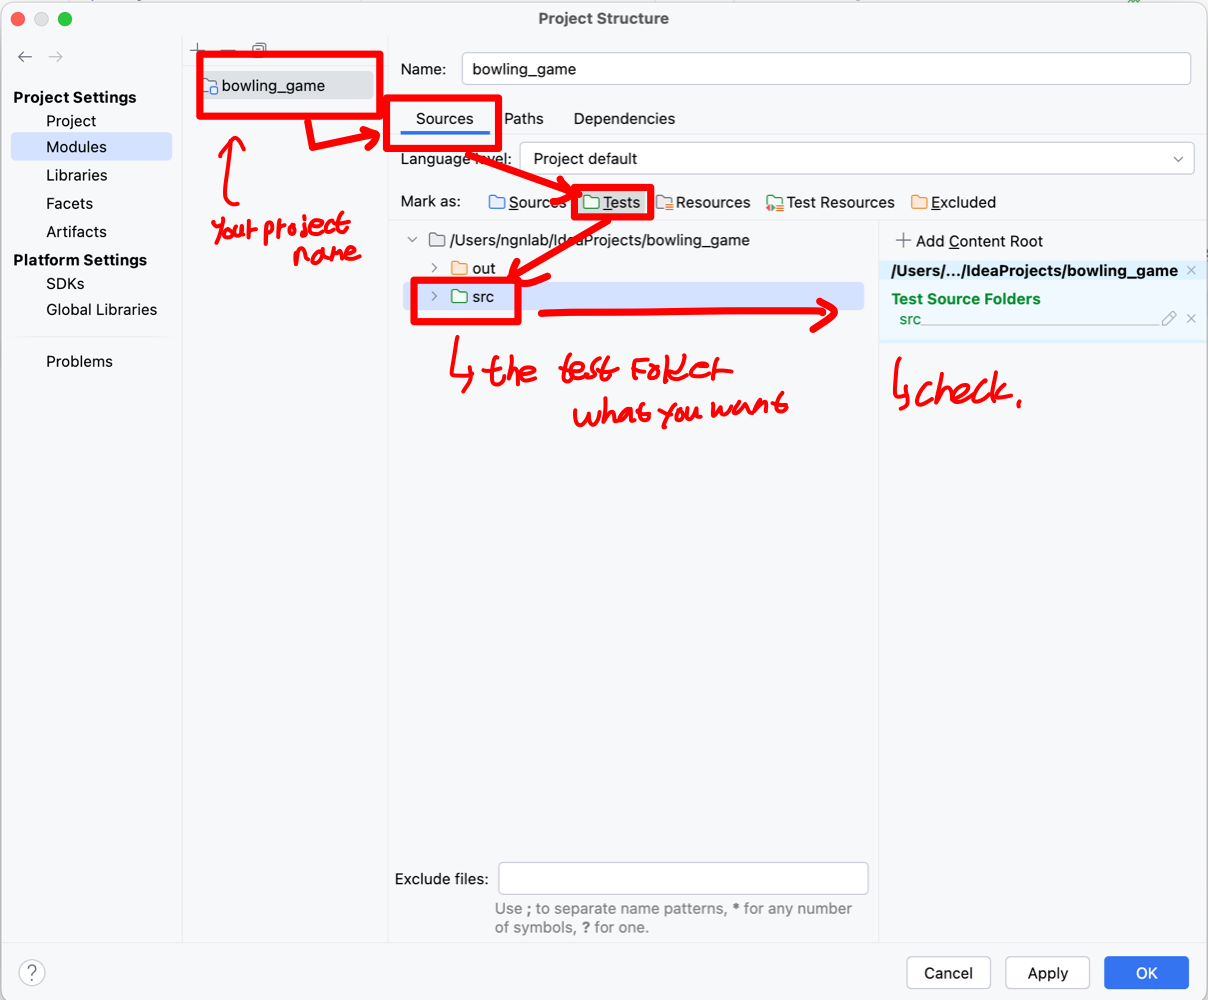 Project Structure
Project Settings
Project
Modules
Libraries
Facets
Artifacts
Platform Settings
SDKs
Global Libraries
Problems
bowling_game
Your project
name
Name: bowling_game
Sources Paths Dependencies
Language level: Project default
Mark as: Sources Tests Resources Test Resources Excluded
/Users/ngnlab/IdeaProjects/bowling_game
out
src
the test
what you want
Add Content Root
/Users/.../IdeaProjects/bowling_game
Test Source Folders
src
check.
Exclude files:
Use ; to separate name patterns, * for any number
of symbols, ? for one.
?
Cancel Apply OK